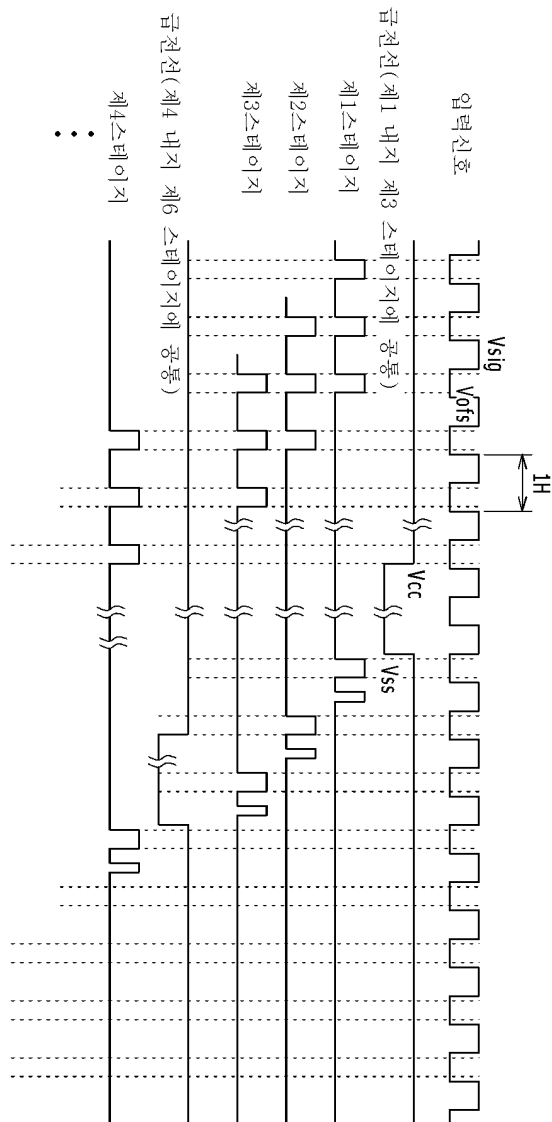 입력신호
Vsig
Vofs
1H
급전선(제1 내지 제3 스테이지에 공통)
Vcc
Vss
제1스테이지
제2스테이지
제3스테이지
급전선(제4 내지 제6 스테이지에 공통)
제4스테이지
• • •